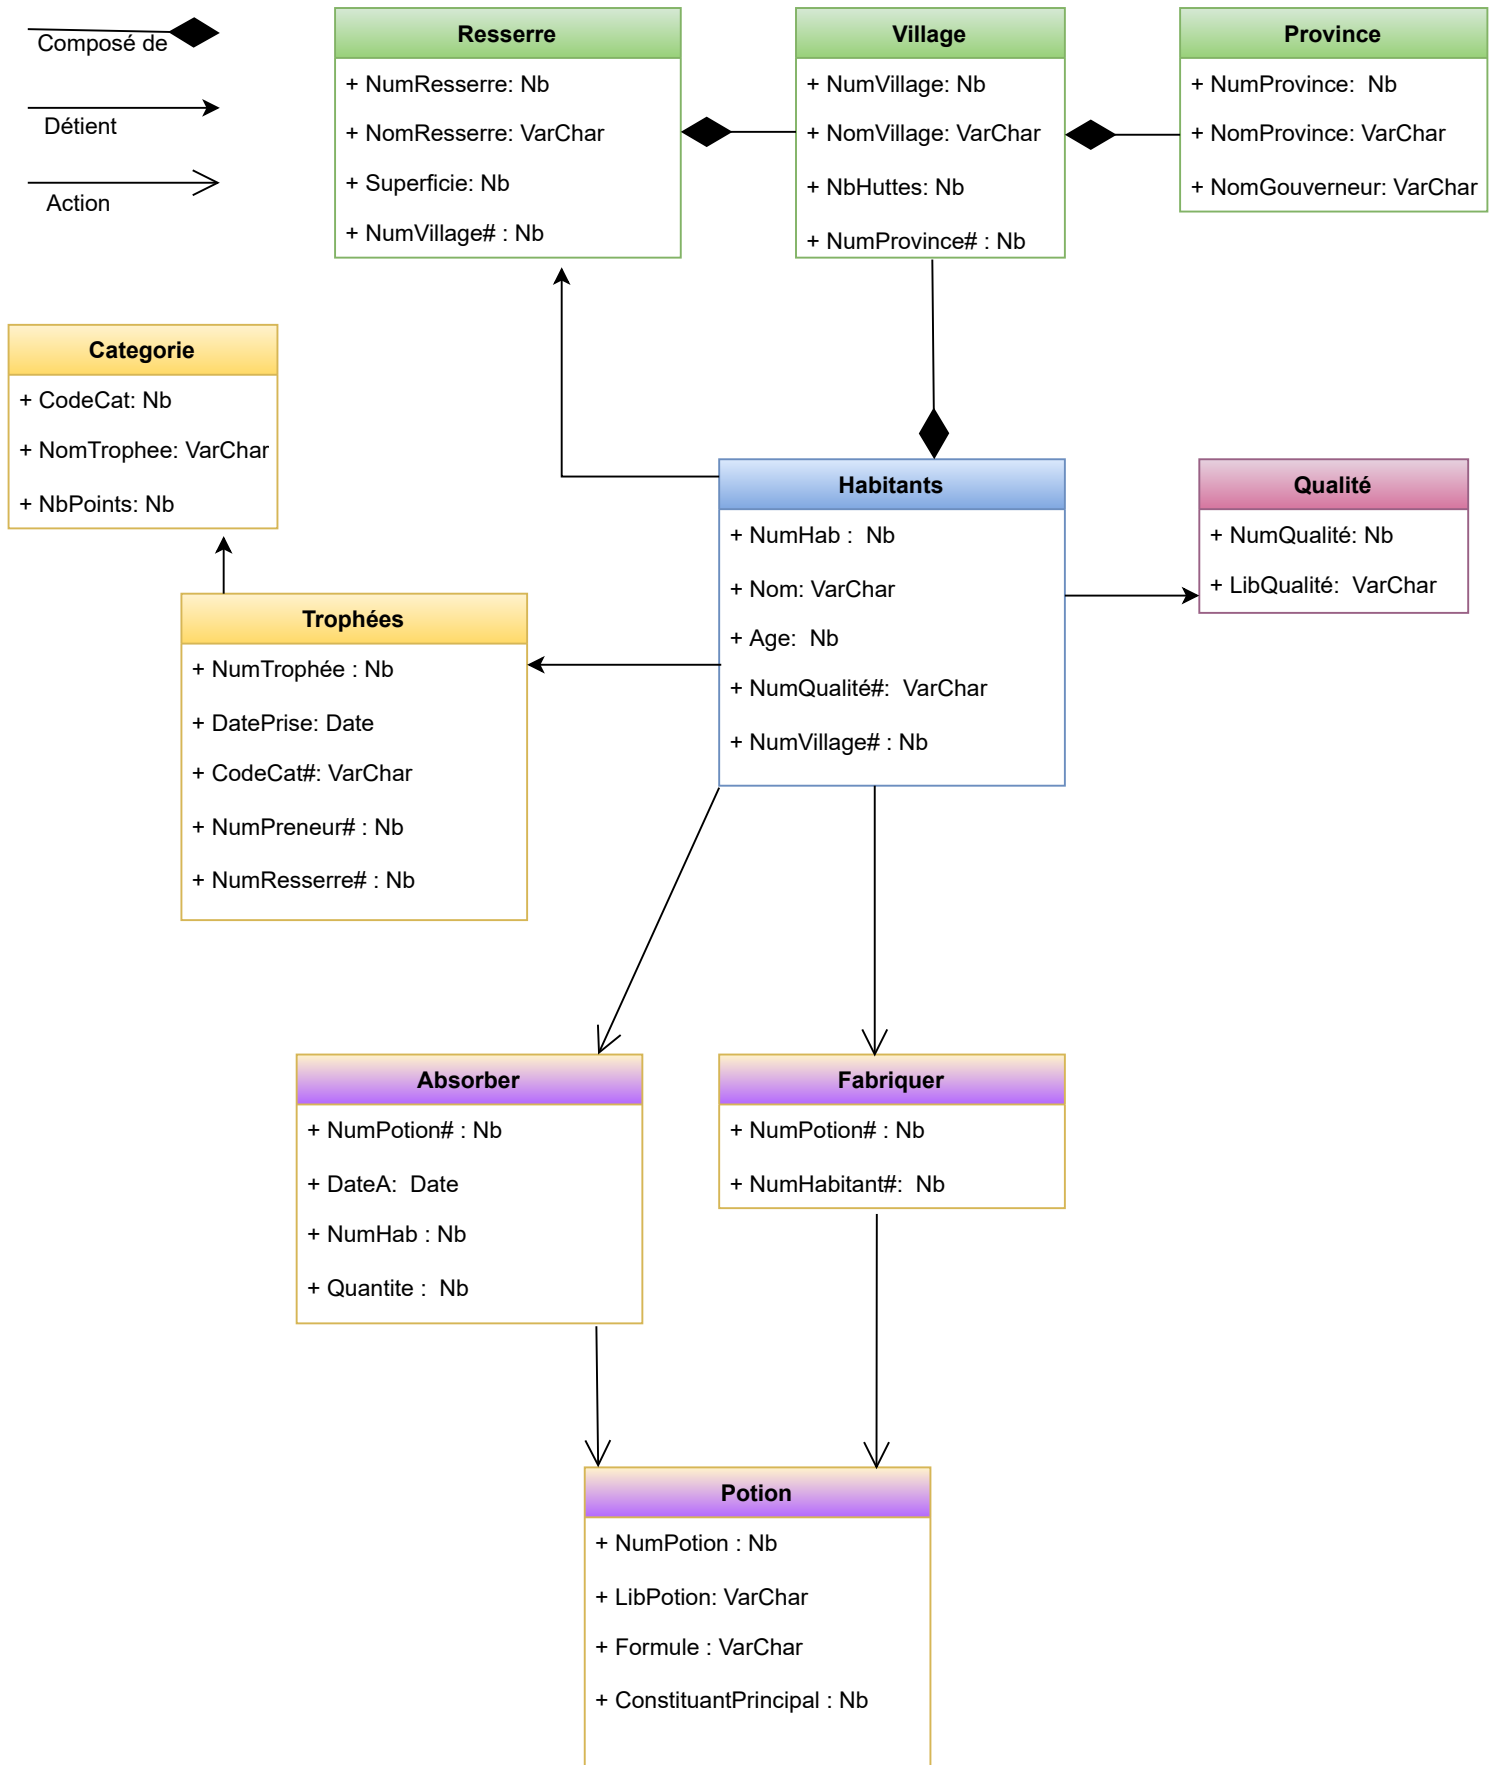 Composé de
Détient
Action
Resserre
+ NumResserre: Nb
+ NomResserre: VarChar
+ Superficie: Nb
+ NumVillage# : Nb
Village
+ NumVillage: Nb
+ NomVillage: VarChar
+ NbHuttes: Nb
+ NumProvince# : Nb
Province
+ NumProvince:  Nb
+ NomProvince: VarChar
+ NomGouverneur: VarChar
Categorie
+ CodeCat: Nb
+ NomTrophee: VarChar
+ NbPoints: Nb
Habitants
+ NumHab :  Nb
+ Nom: VarChar
+ Age:  Nb
+ NumQualité#:  VarChar
+ NumVillage# : Nb
Qualité
+ NumQualité: Nb
+ LibQualité:  VarChar
Trophées
+ NumTrophée : Nb
+ DatePrise: Date
+ CodeCat#: VarChar
+ NumPreneur# : Nb
+ NumResserre# : Nb
Absorber
+ NumPotion# : Nb
+ DateA:  Date
+ NumHab : Nb
+ Quantite :  Nb
Fabriquer
+ NumPotion# : Nb
+ NumHabitant#:  Nb
Potion
+ NumPotion : Nb
+ LibPotion: VarChar
+ Formule : VarChar
+ ConstituantPrincipal : Nb